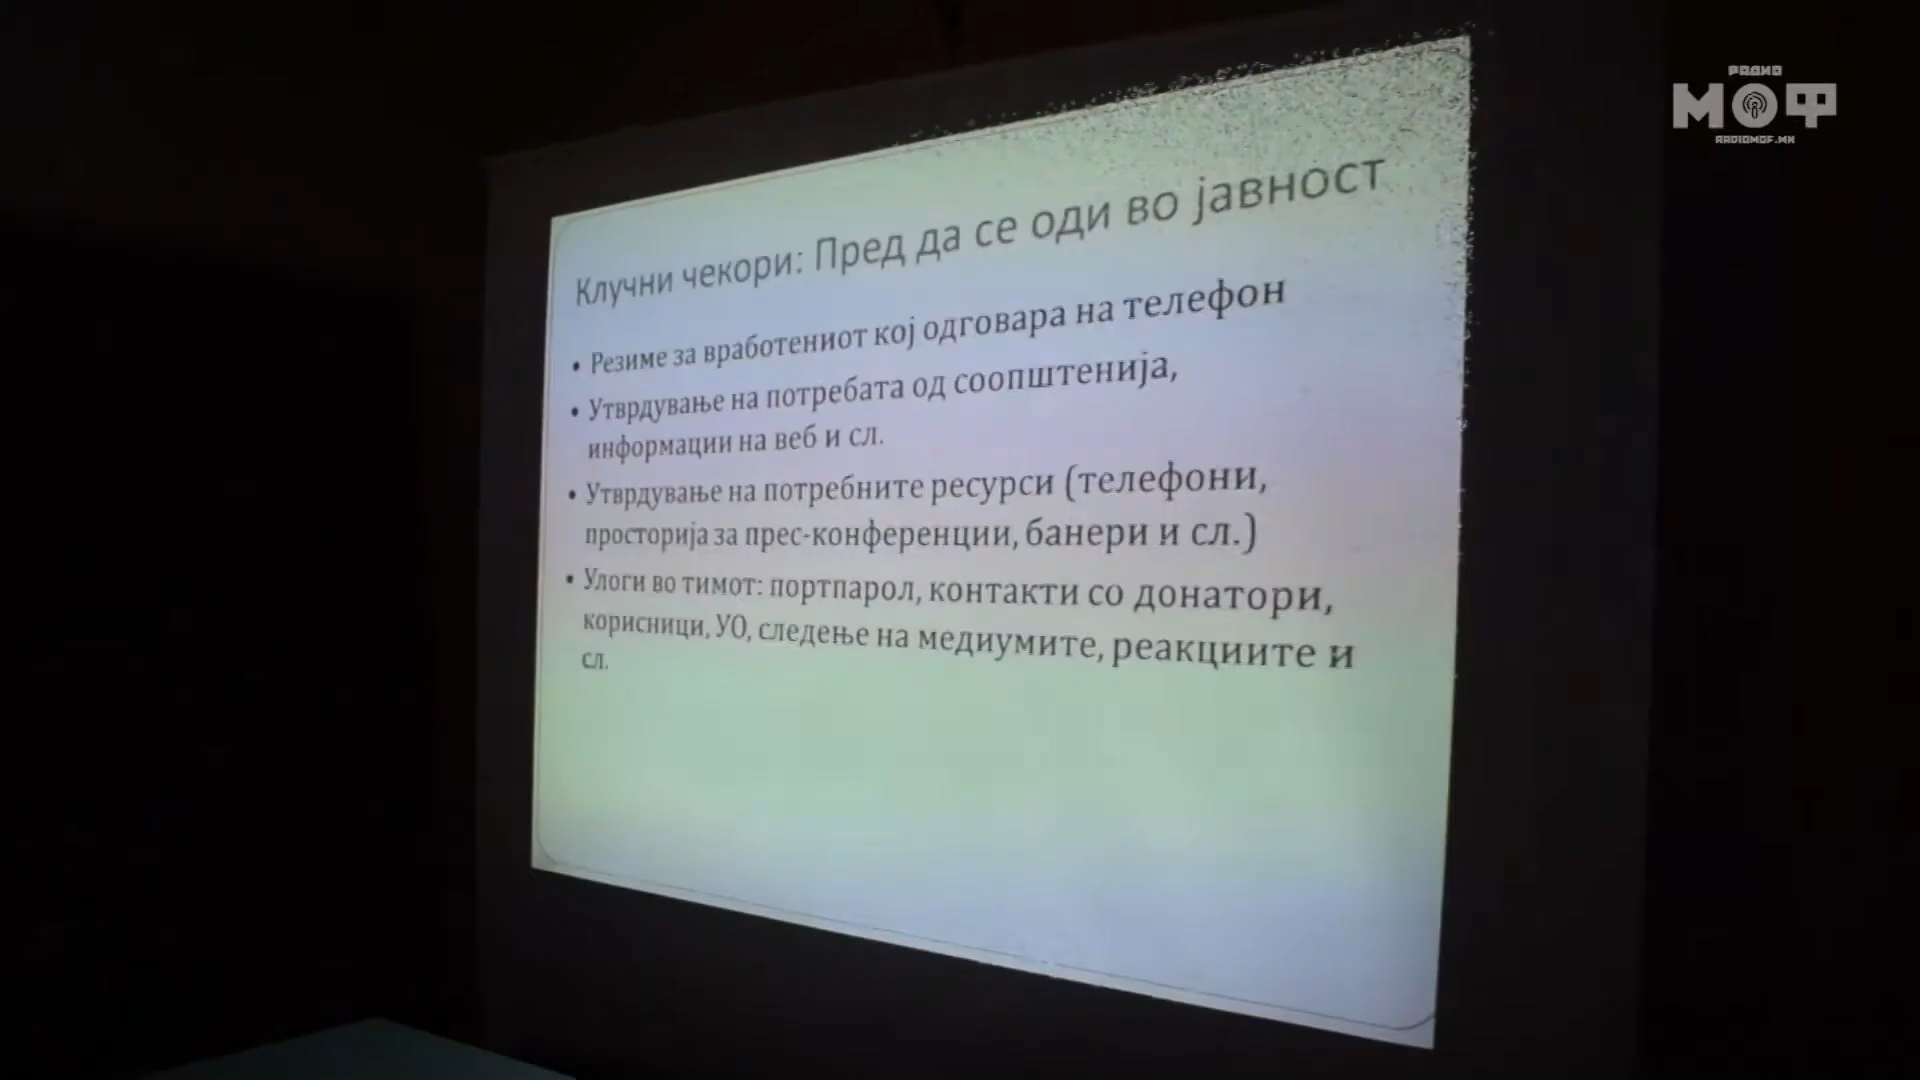 РАДИО
МОФ
RADIOMOF.MK
Клучни чекори: Пред да се оди во јавност
• Резиме за вработениот кој одговара на телефон
• Утврдување на потребата од соопштенија,
информации на веб и сл.
• Утврдување на потребните ресурси (телефони,
просторија за прес-конференции, банери и сл.)
• Улоги во тимот: портпарол, контакти со донатори,
корисници, УО, следење на медиумите, реакциите и
сл.